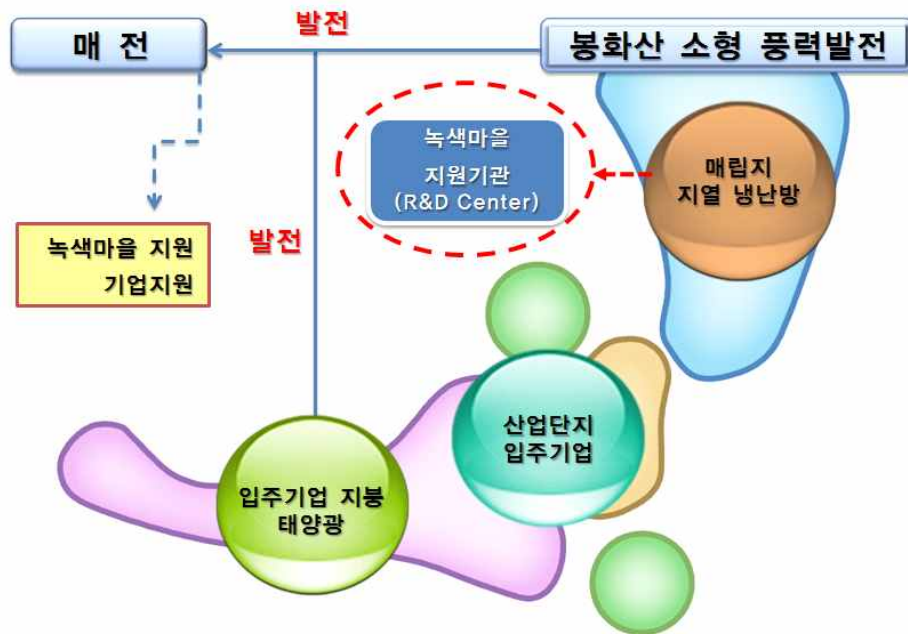 발전
매 전
봉화산 소형 풍력발전
녹색마을
지원기관
(R&D Center)
매립지
지열 냉난방
발전
녹색마을 지원
기업지원
산업단지
입주기업
입주기업 지붕
태양광